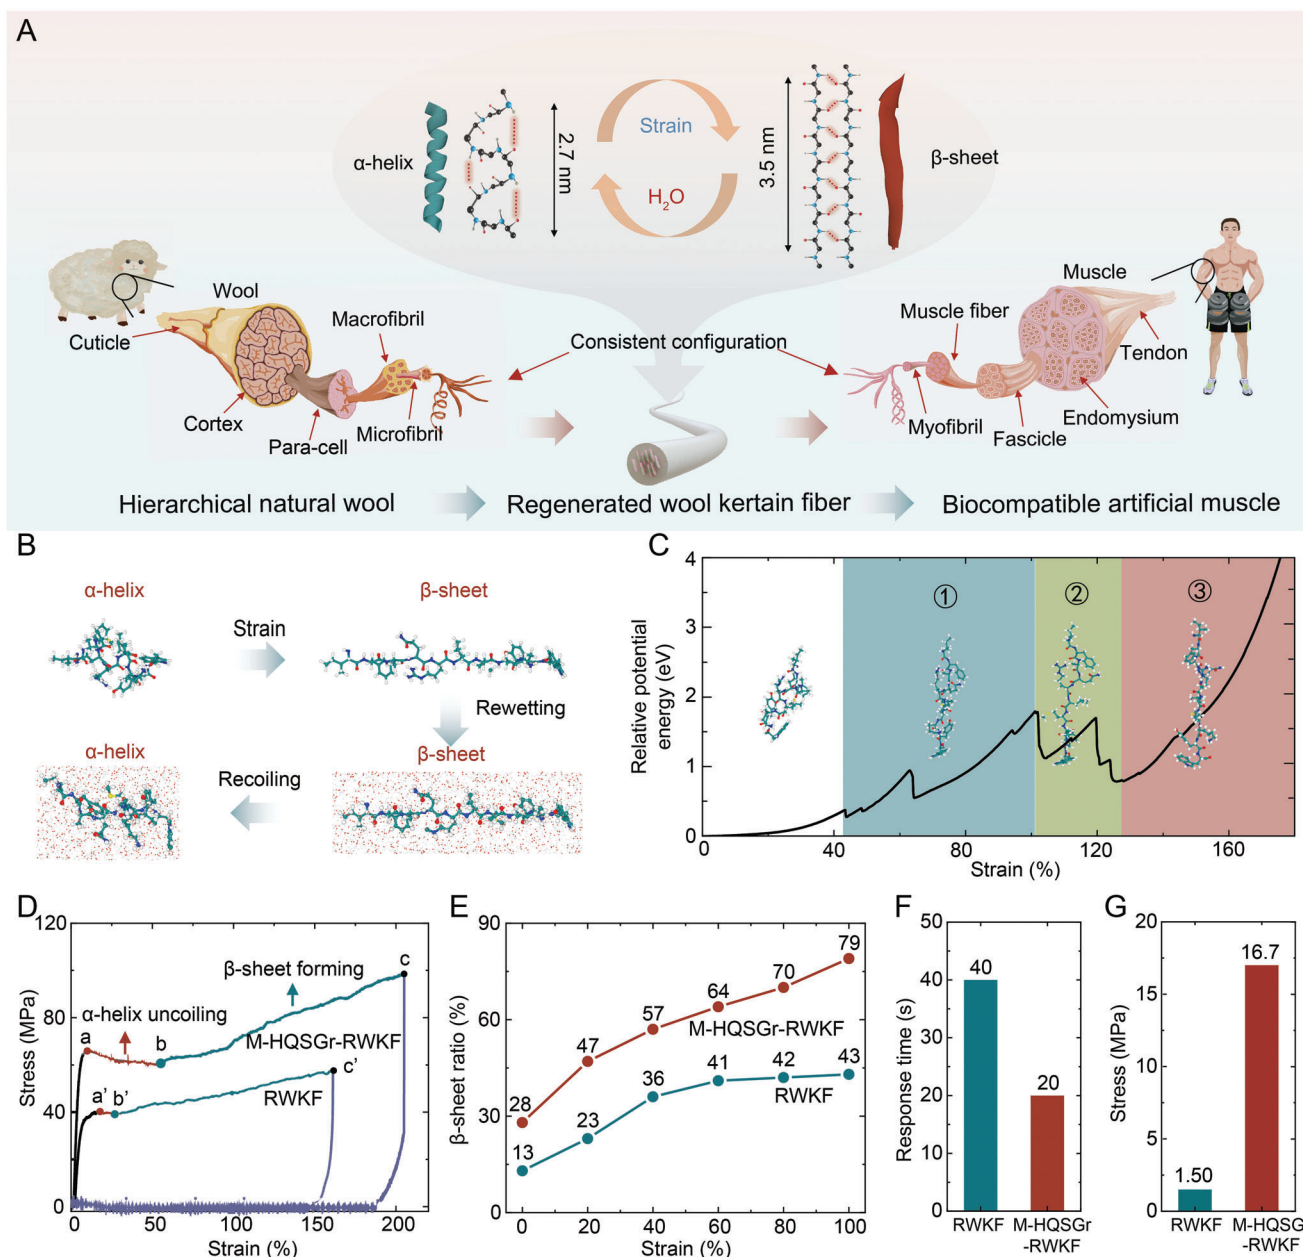 A
α-helix
2.7 nm
Strain
H2O
3.5 nm
β-sheet
Wool
Cuticle
Macrofibril
Cortex
Para-cell
Microfibril
Consistent configuration
Muscle
Muscle fiber
Tendon
Myofibril
Fascicle
Endomysium
Hierarchical natural wool
Regenerated wool kertain fiber
Biocompatible artificial muscle
B
α-helix
Strain
β-sheet
Rewetting
α-helix
Recoiling
β-sheet
C
Relative potential
energy (eV)
4
3
2
1
0
①
②
③
0 40 80 120 160
Strain (%)
D
Stress (MPa)
120
80
40
0
β-sheet forming
α-helix uncoiling
a
b
c
M-HQSGr-RWKF
a'
b'
c'
RWKF
0 50 100 150 200
Strain (%)
E
β-sheet ratio (%)
90
60
30
0
28 47 57 64 70 79
M-HQSGr-RWKF
13 23 36 41 42 43
RWKF
0 20 40 60 80 100
Strain (%)
F
Response time (s)
50
40
30
20
10
0
40
20
RWKF
M-HQSGr
-RWKF
G
Stress (MPa)
20
15
10
5
0
1.50
16.7
RWKF
M-HQSG
-RWKF